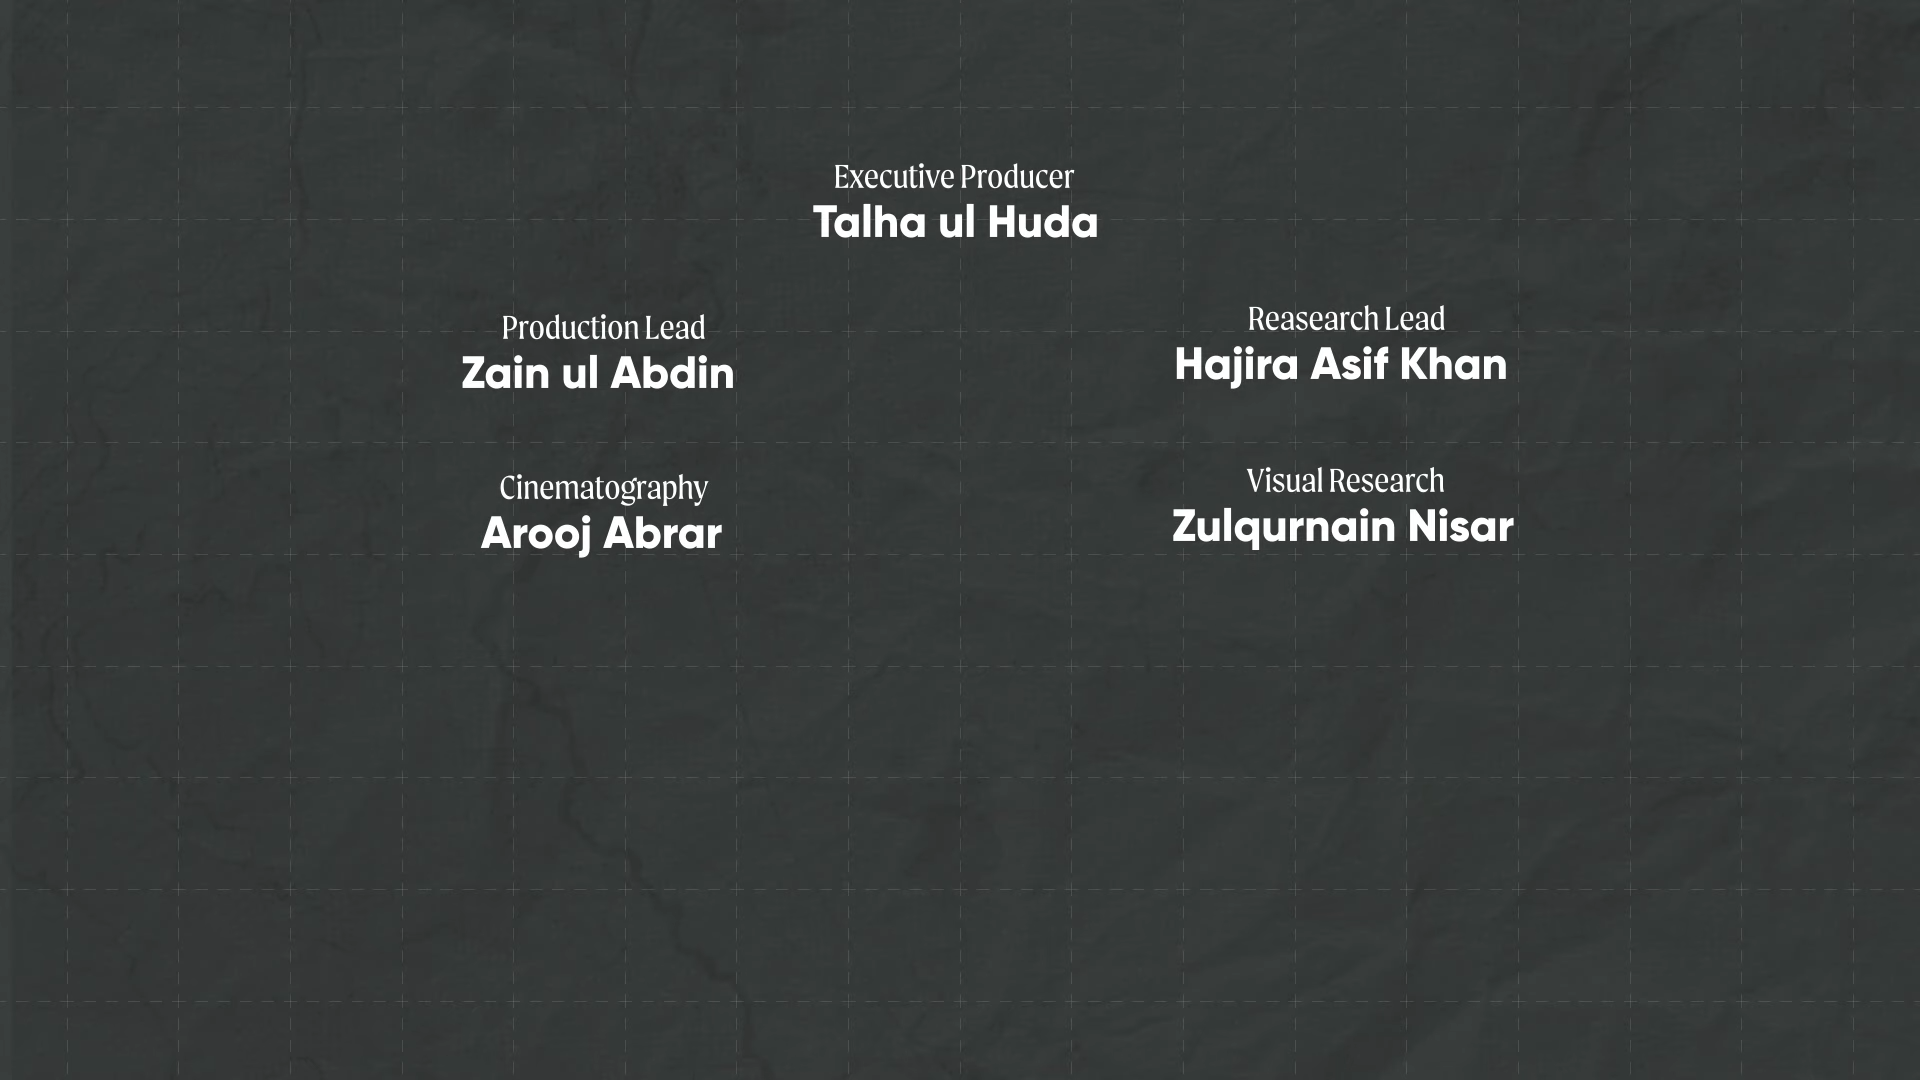 Executive Producer
Talha ul Huda
Production Lead
Zain ul Abdin
Reasearch Lead
Hajira Asif Khan
Cinematography
Arooj Abrar
Visual Research
Zulqurnain Nisar